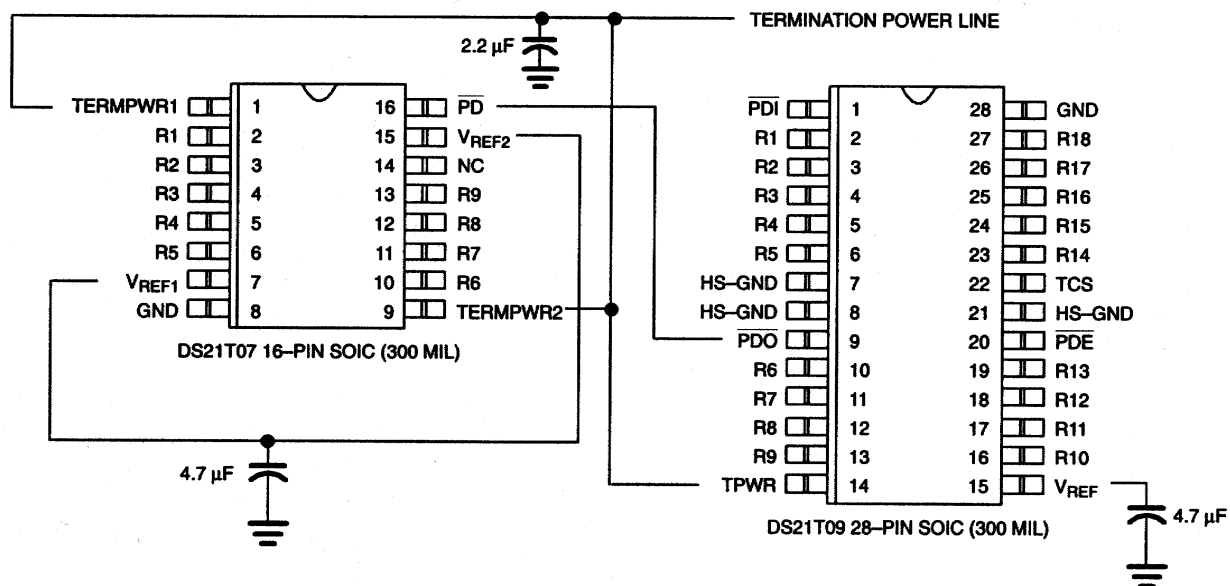 TERMINATION POWER LINE
2.2 µF
TERMPWR1 1 16 P̅D̅
R1 2 15 VREF2
R2 3 14 NC
R3 4 13 R9
R4 5 12 R8
R5 6 11 R7
VREF1 7 10 R6
GND 8 9 TERMPWR2
DS21T07 16–PIN SOIC (300 MIL)
4.7 µF
P̅D̅I̅ 1 28 GND
R1 2 27 R18
R2 3 26 R17
R3 4 25 R16
R4 5 24 R15
R5 6 23 R14
HS–GND 7 22 TCS
HS–GND 8 21 HS–GND
P̅D̅O̅ 9 20 P̅D̅E̅
R6 10 19 R13
R7 11 18 R12
R8 12 17 R11
R9 13 16 R10
TPWR 14 15 VREF
DS21T09 28–PIN SOIC (300 MIL)
4.7 µF